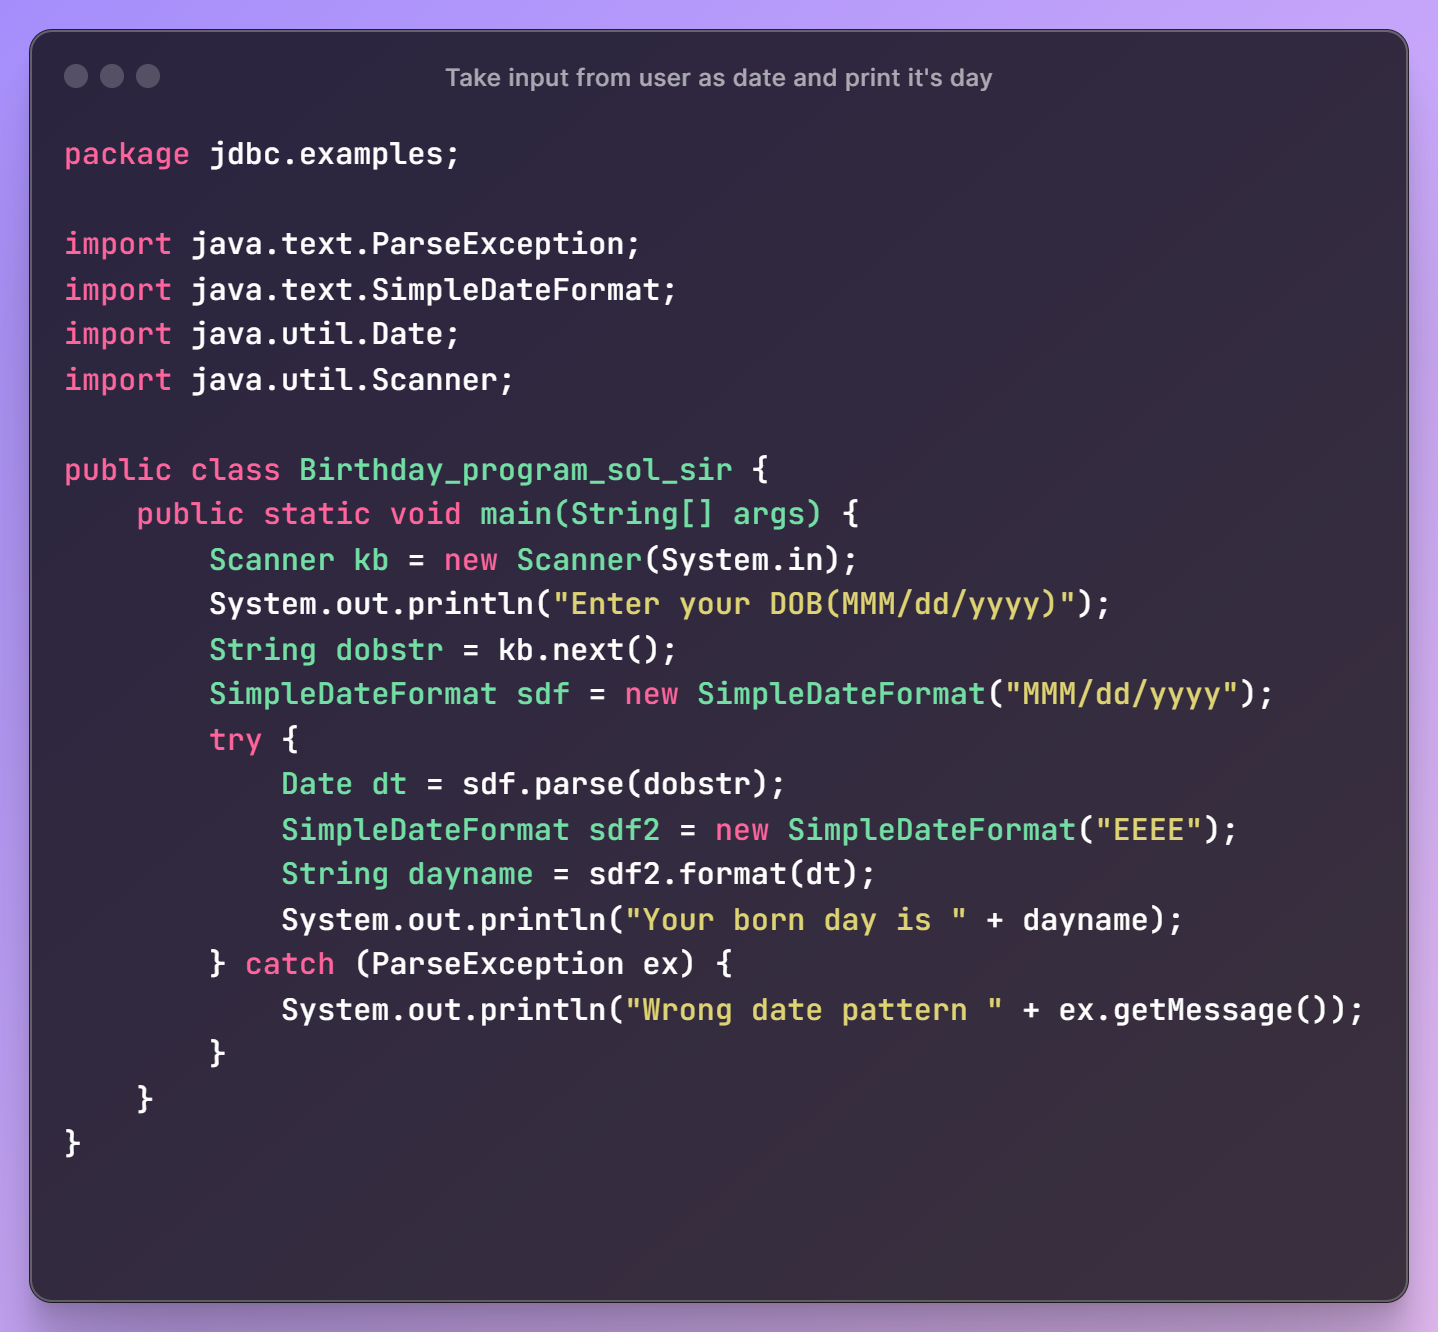 Take input from user as date and print it's day
package jdbc.examples;
import java.text.ParseException;
import java.text.SimpleDateFormat;
import java.util.Date;
import java.util.Scanner;
public class Birthday_program_sol_sir {
    public static void main(String[] args) {
        Scanner kb = new Scanner(System.in);
        System.out.println("Enter your DOB(MMM/dd/yyyy)");
        String dobstr = kb.next();
        SimpleDateFormat sdf = new SimpleDateFormat("MMM/dd/yyyy");
        try {
            Date dt = sdf.parse(dobstr);
            SimpleDateFormat sdf2 = new SimpleDateFormat("EEEE");
            String dayname = sdf2.format(dt);
            System.out.println("Your born day is " + dayname);
        } catch (ParseException ex) {
            System.out.println("Wrong date pattern " + ex.getMessage());
        }
    }
}